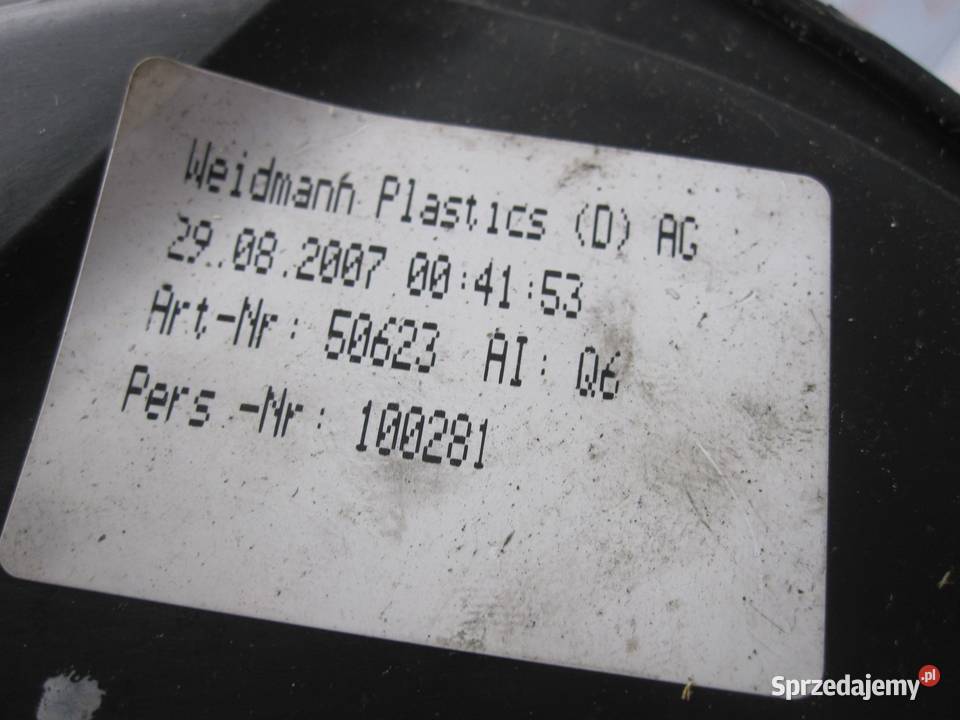 Weidmann Plastics (D) AG
29.08.2007 00:41:53
Art-Nr: 50623 AI: Q6
Pers.-Nr: 100281
Sprzedajemy.pl